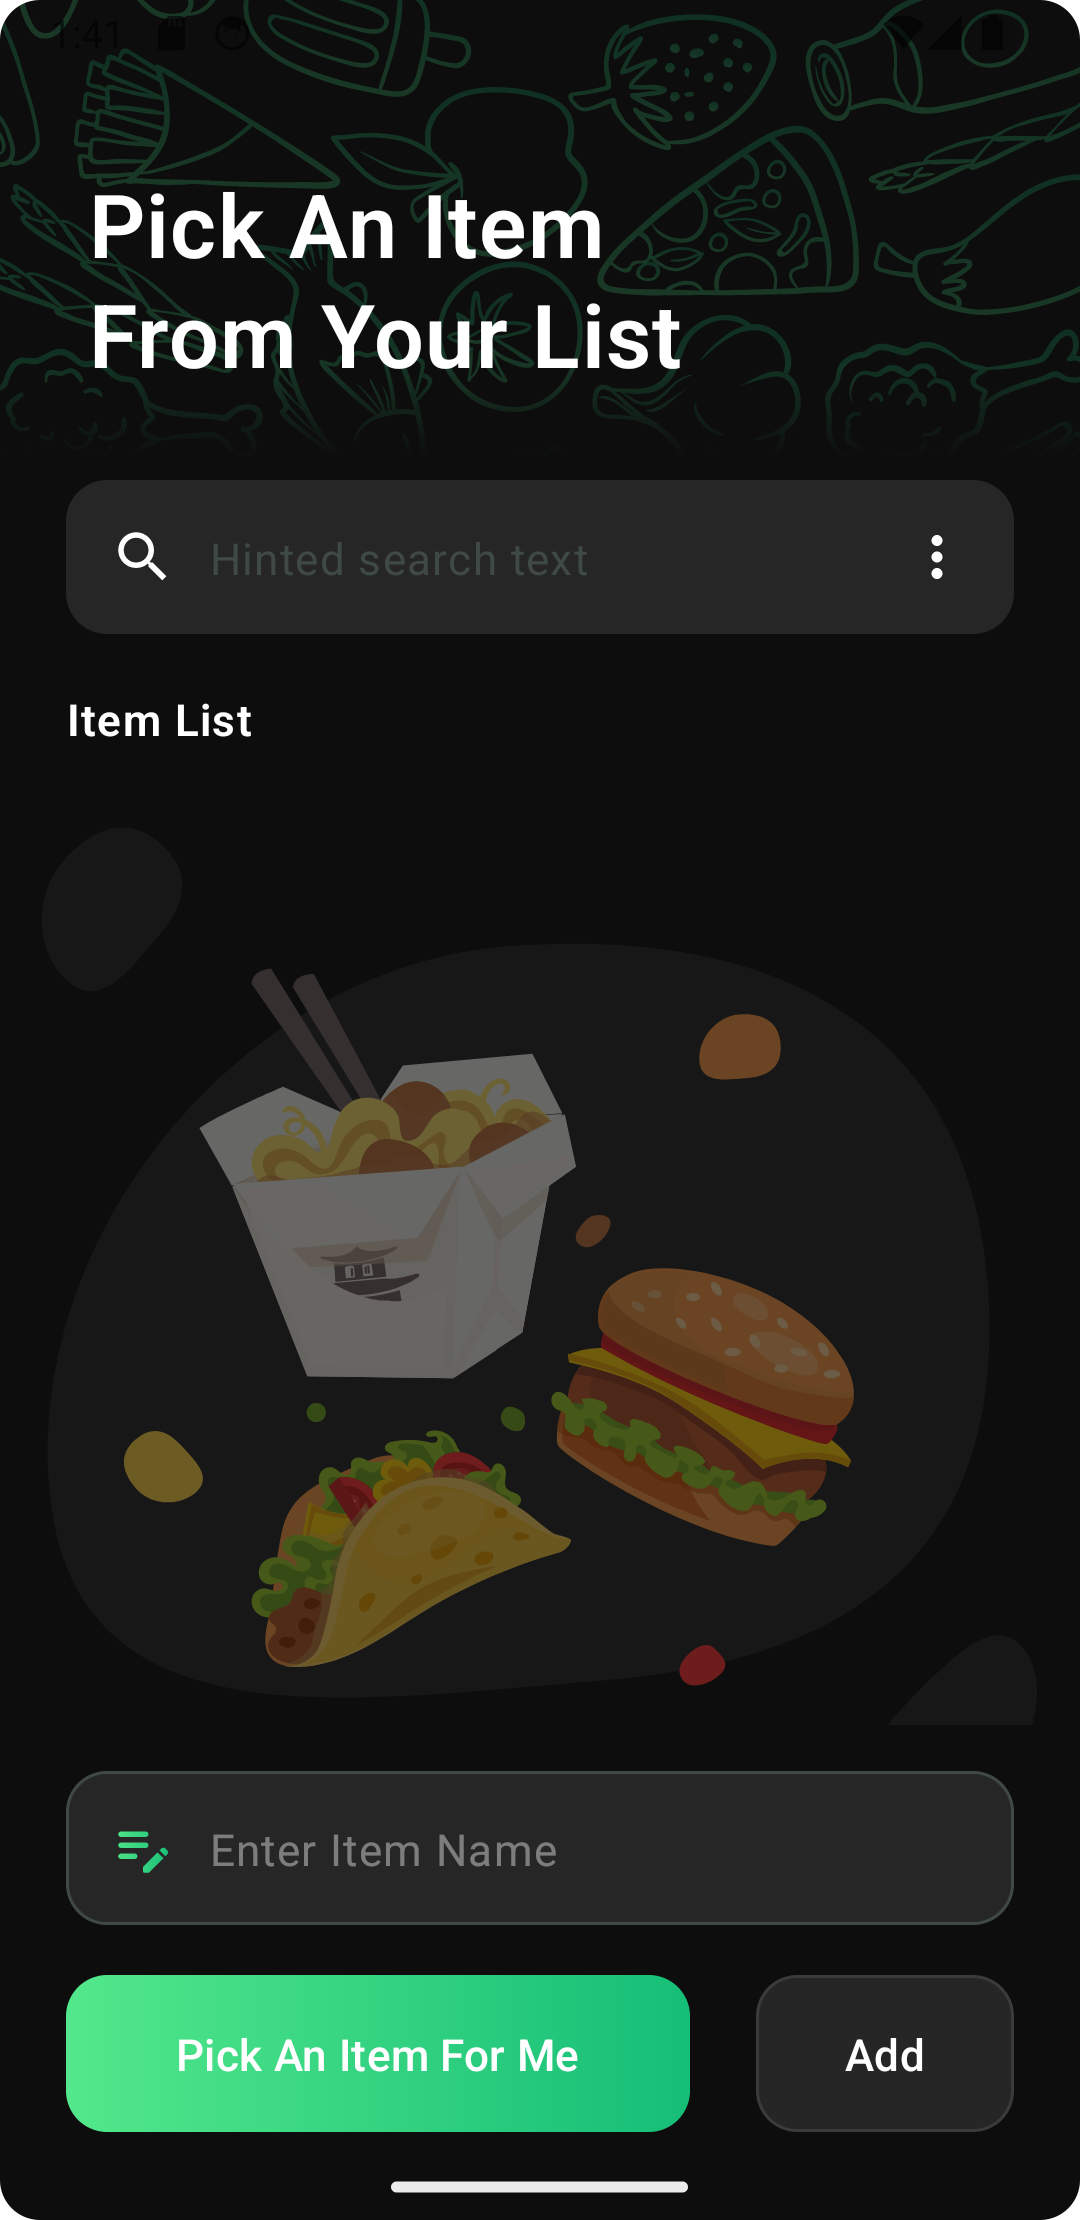 1:41
Pick An Item
From Your List
Hinted search text
Item List
Enter Item Name
Pick An Item For Me
Add